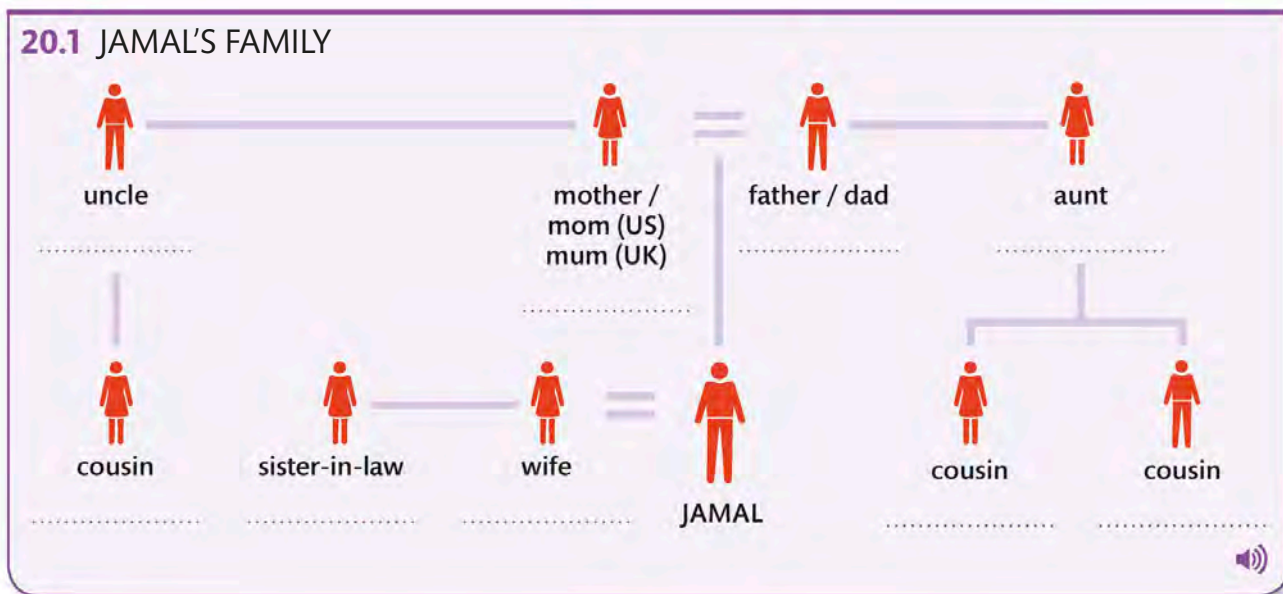 20.1 JAMAL'S FAMILY
uncle
mother /
mom (US)
mum (UK)
father / dad
aunt
cousin
sister-in-law
wife
JAMAL
cousin
cousin